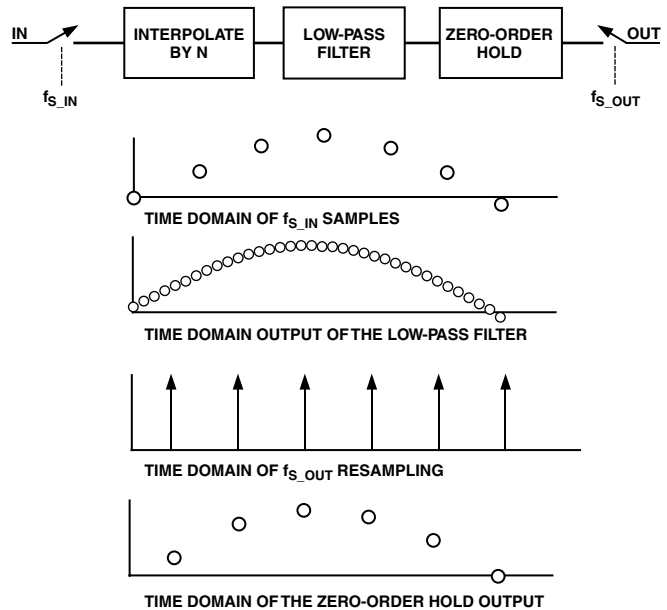 IN
INTERPOLATE
BY N
LOW-PASS
FILTER
ZERO-ORDER
HOLD
OUT
fS_IN
fS_OUT
TIME DOMAIN OF fS_IN SAMPLES
TIME DOMAIN OUTPUT OF THE LOW-PASS FILTER
TIME DOMAIN OF fS_OUT RESAMPLING
TIME DOMAIN OF THE ZERO-ORDER HOLD OUTPUT